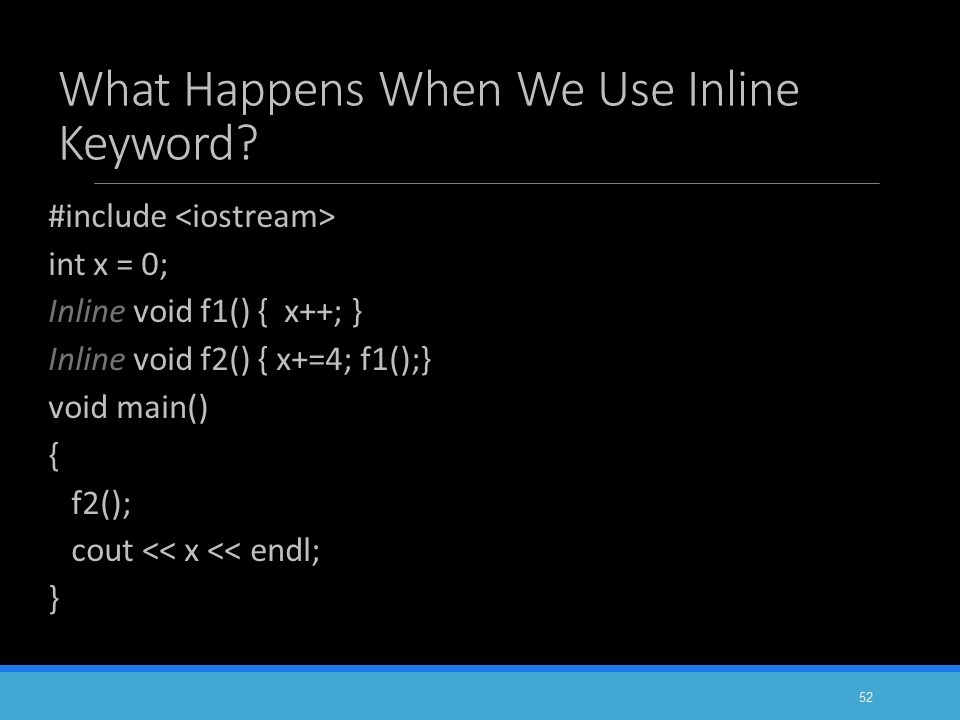 What Happens When We Use Inline
Keyword?
#include <iostream>
int x = 0;
Inline void f1() { x++; }
Inline void f2() { x+=4; f1();}
void main()
{
f2();
cout << x << endl;
}
52